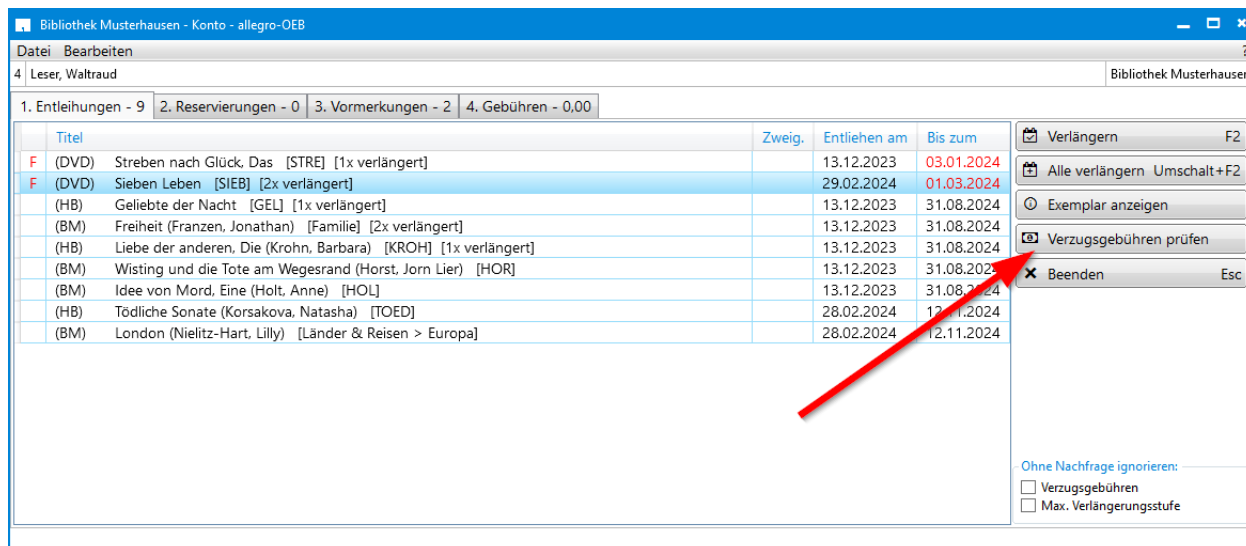 Bibliothek Musterhausen - Konto - allegro-OEB
Datei Bearbeiten ?
4 Leser, Waltraud Bibliothek Musterhausen
1. Entleihungen - 9 2. Reservierungen - 0 3. Vormerkungen - 2 4. Gebühren - 0,00
Titel Zweig. Entliehen am Bis zum
F (DVD) Streben nach Glück, Das [STRE] [1x verlängert] 13.12.2023 03.01.2024
F (DVD) Sieben Leben [SIEB] [2x verlängert] 29.02.2024 01.03.2024
(HB) Geliebte der Nacht [GEL] [1x verlängert] 13.12.2023 31.08.2024
(BM) Freiheit (Franzen, Jonathan) [Familie] [2x verlängert] 13.12.2023 31.08.2024
(HB) Liebe der anderen, Die (Krohn, Barbara) [KROH] [1x verlängert] 13.12.2023 31.08.2024
(BM) Wisting und die Tote am Wegesrand (Horst, Jorn Lier) [HOR] 13.12.2023 31.08.2024
(BM) Idee von Mord, Eine (Holt, Anne) [HOL] 13.12.2023 31.08.2024
(HB) Tödliche Sonate (Korsakova, Natasha) [TOED] 28.02.2024 12.11.2024
(BM) London (Nielitz-Hart, Lilly) [Länder & Reisen > Europa] 28.02.2024 12.11.2024
Verlängern F2
Alle verlängern Umschalt+F2
Exemplar anzeigen
Verzugsgebühren prüfen
Beenden Esc
Ohne Nachfrage ignorieren:
Verzugsgebühren
Max. Verlängerungsstufe